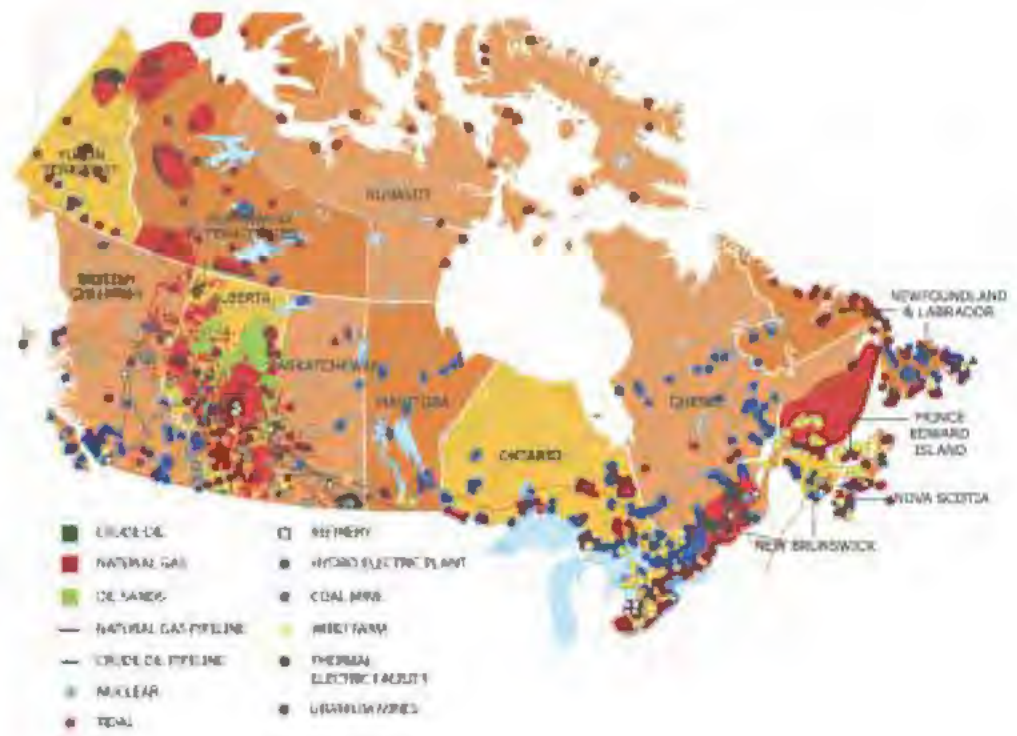 NUNAVUT
BRITISH
ALBERTA
SASKATCHEWAN
MANITOBA
ONTARIO
QUEBEC
NEWFOUNDLAND
& LABRADOR
PRINCE
EDWARD
ISLAND
NOVA SCOTIA
NEW BRUNSWICK
CRUDE OIL
NATURAL GAS
OIL SANDS
NATURAL GAS PIPELINE
CRUDE OIL PIPELINE
NUCLEAR
TIDAL
REFINERY
HYDRO ELECTRIC PLANT
COAL MINE
WIND FARM
THERMAL
ELECTRIC FACILITY
URANIUM MINES